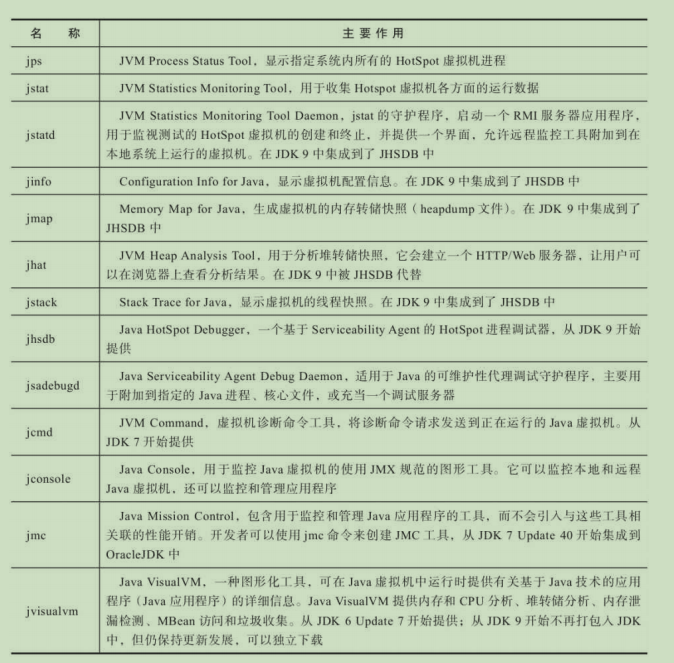 名 称 主要作用
jps JVM Process Status Tool，显示指定系统内所有的 HotSpot 虚拟机进程
jstat JVM Statistics Monitoring Tool，用于收集 Hotspot 虚拟机各方面的运行数据
JVM Statistics Monitoring Tool Daemon，jstat 的守护程序，启动一个 RMI 服务器应用程序，
jstatd 用于监视测试的 HotSpot 虚拟机的创建和终止，并提供一个界面，允许远程监控工具附加到在
本地系统上运行的虚拟机。在 JDK 9 中集成到了 JHSDB 中
jinfo Configuration Info for Java，显示虚拟机配置信息。在 JDK 9 中集成到了 JHSDB 中
jmap Memory Map for Java，生成虚拟机的内存转储快照（heapdump 文件）。在 JDK 9 中集成到了
JHSDB 中
jhat JVM Heap Analysis Tool，用于分析堆转储快照，它会建立一个 HTTP/Web 服务器，让用户可
以在浏览器上查看分析结果。在 JDK 9 中被 JHSDB 代替
jstack Stack Trace for Java，显示虚拟机的线程快照。在 JDK 9 中集成到了 JHSDB 中
jhsdb Java HotSpot Debugger，一个基于 Serviceability Agent 的 HotSpot 进程调试器，从 JDK 9 开始
提供
jsadebugd Java Serviceability Agent Debug Daemon，适用于 Java 的可维护性代理调试守护程序，主要用
于附加到指定的 Java 进程、核心文件，或充当一个调试服务器
jcmd JVM Command，虚拟机诊断命令工具，将诊断命令请求发送到正在运行的 Java 虚拟机。从
JDK 7 开始提供
jconsole Java Console，用于监控 Java 虚拟机的使用 JMX 规范的图形工具。它可以监控本地和远程
Java 虚拟机，还可以监控和管理应用程序
Java Mission Control，包含用于监控和管理 Java 应用程序的工具，而不会引入与这些工具相
jmc 关联的性能开销。开发者可以使用 jmc 命令来创建 JMC 工具，从 JDK 7 Update 40 开始集成到
OracleJDK 中
Java VisualVM，一种图形化工具，可在 Java 虚拟机中运行时提供有关基于 Java 技术的应用
jvisualvm 程序（Java 应用程序）的详细信息。Java VisualVM 提供内存和 CPU 分析、堆转储分析、内存泄
漏检测、MBean 访问和垃圾收集。从 JDK 6 Update 7 开始提供；从 JDK 9 开始不再打包入 JDK
中，但仍保持更新发展，可以独立下载